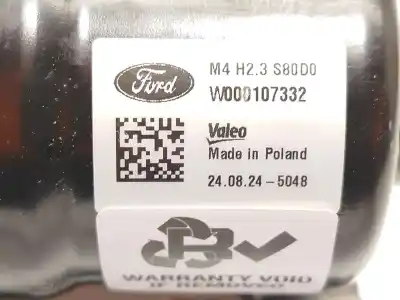 Ford
M4 H2.3 S80D0
W000107332
Valeo
Made in Poland
24.08.24-5048
WARRANTY VOID
IF REMOVED